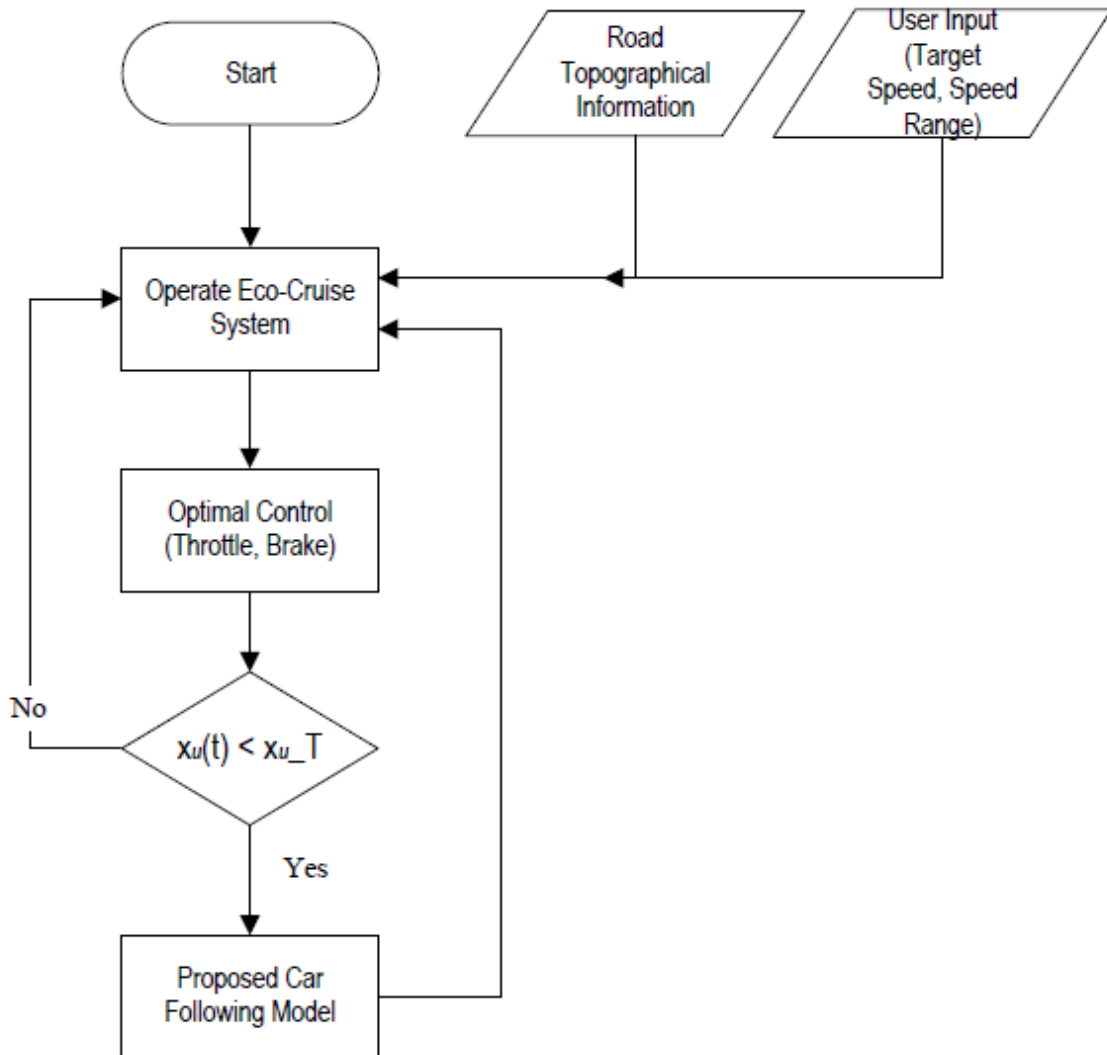 Start
Road
Topographical
Information
User Input
(Target
Speed, Speed
Range)
Operate Eco-Cruise
System
Optimal Control
(Throttle, Brake)
No
xu(t) < xu_T
Yes
Proposed Car
Following Model